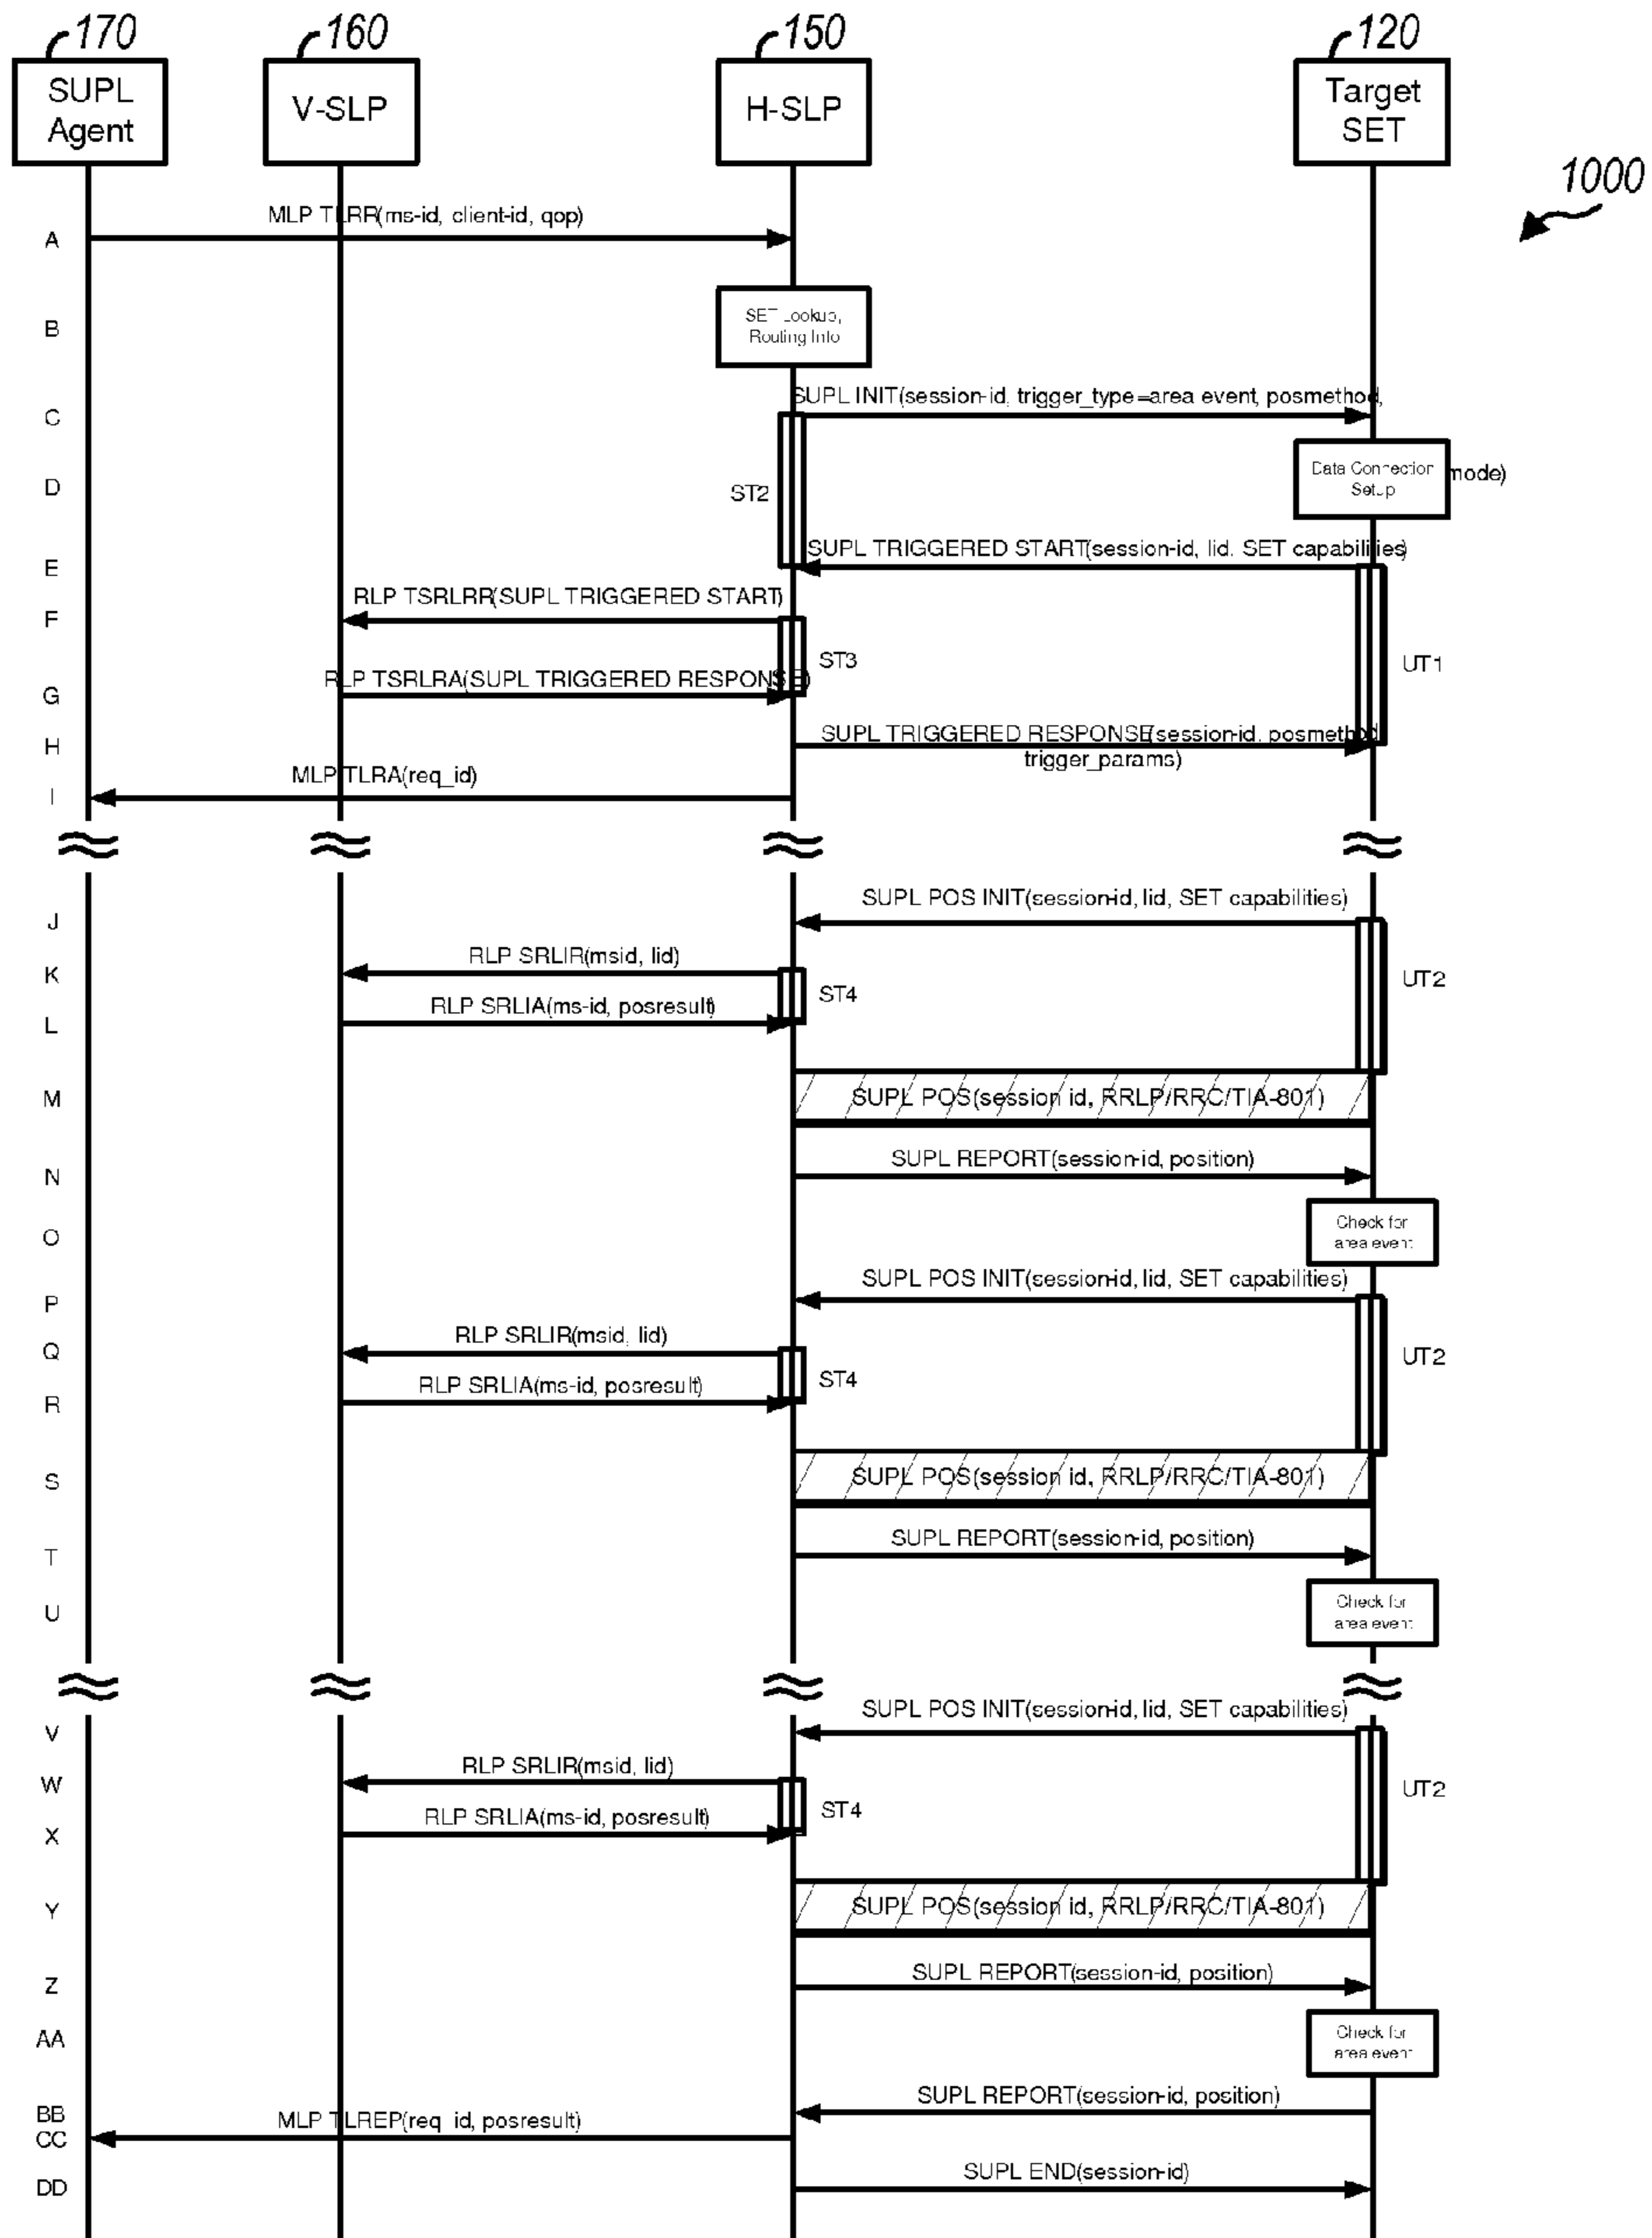 170
160
150
120
SUPL
Agent
V-SLP
H-SLP
Target
SET
1000
MLP TLRR(ms-id, client-id, qop)
A
B
SET Lookup,
Routing Info
SUPL INIT(session-id, trigger_type=area event, posmethod,
C
Data Connection
Setup
mode)
D
ST2
SUPL TRIGGERED START(session-id, lid. SET capabilities)
E
RLP TSRLRR(SUPL TRIGGERED START)
F
ST3
UT1
RLP TSRLRA(SUPL TRIGGERED RESPONSE)
G
SUPL TRIGGERED RESPONSE(session-id. posmethod
H
trigger_params)
MLP TLRA(req_id)
I
SUPL POS INIT(session-id, lid, SET capabilities)
J
RLP SRLIR(msid, lid)
K
UT2
ST4
RLP SRLIA(ms-id, posresult)
L
M
SUPL POS(session id, RRLP/RRC/TIA-801)
SUPL REPORT(session-id, position)
N
O
Check for
area event
SUPL POS INIT(session-id, lid, SET capabilities)
P
RLP SRLIR(msid, lid)
Q
UT2
ST4
RLP SRLIA(ms-id, posresult)
R
S
SUPL POS(session id, RRLP/RRC/TIA-801)
SUPL REPORT(session-id, position)
T
U
Check for
area event
SUPL POS INIT(session-id, lid, SET capabilities)
V
RLP SRLIR(msid, lid)
W
UT2
ST4
RLP SRLIA(ms-id, posresult)
X
Y
SUPL POS(session id, RRLP/RRC/TIA-801)
SUPL REPORT(session-id, position)
Z
AA
Check for
area event
SUPL REPORT(session-id, position)
BB
MLP TLREP(req_id, posresult)
CC
SUPL END(session-id)
DD